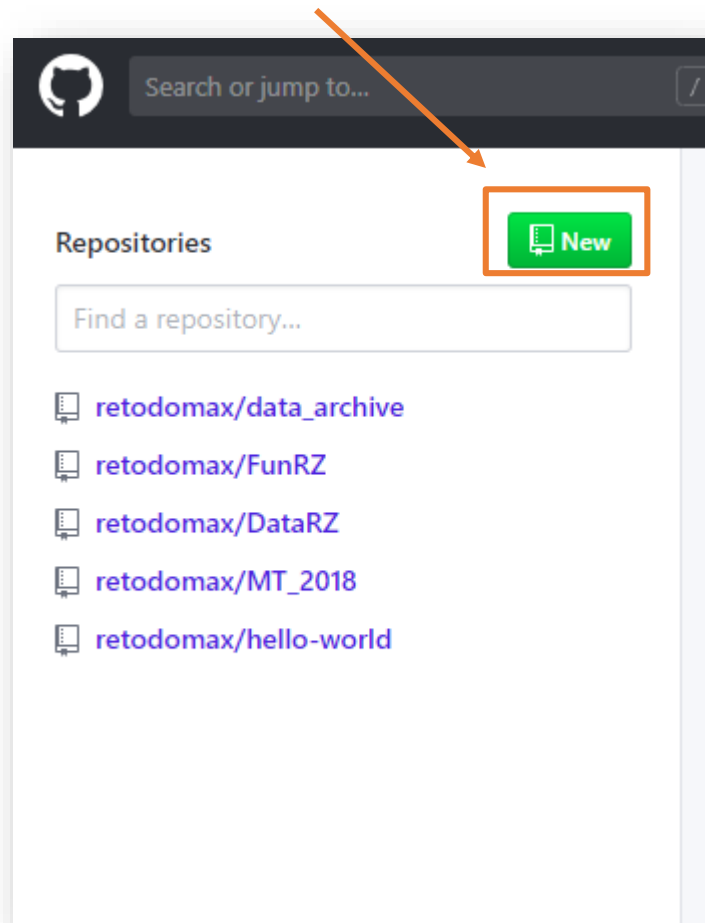 Search or jump to...
/
Repositories
New
Find a repository...
retodomax/data_archive
retodomax/FunRZ
retodomax/DataRZ
retodomax/MT_2018
retodomax/hello-world